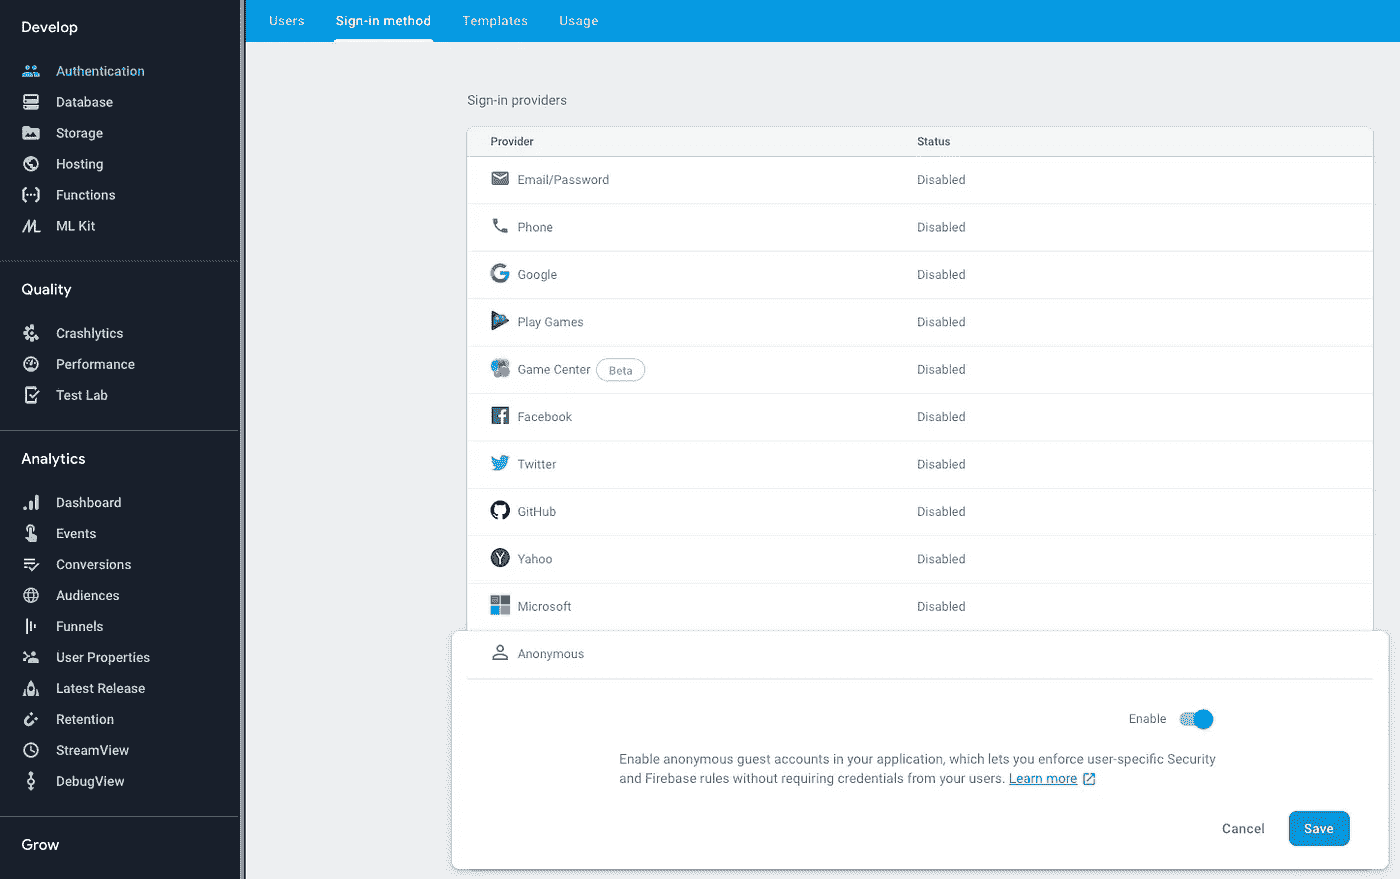 Develop
Authentication
Database
Storage
Hosting
Functions
ML Kit
Quality
Crashlytics
Performance
Test Lab
Analytics
Dashboard
Events
Conversions
Audiences
Funnels
User Properties
Latest Release
Retention
StreamView
DebugView
Grow
Users Sign-in method Templates Usage
Sign-in providers
Provider Status
Email/Password Disabled
Phone Disabled
Google Disabled
Play Games Disabled
Game Center Beta Disabled
Facebook Disabled
Twitter Disabled
GitHub Disabled
Yahoo Disabled
Microsoft Disabled
Anonymous
Enable
Enable anonymous guest accounts in your application, which lets you enforce user-specific Security
and Firebase rules without requiring credentials from your users. Learn more
Cancel Save